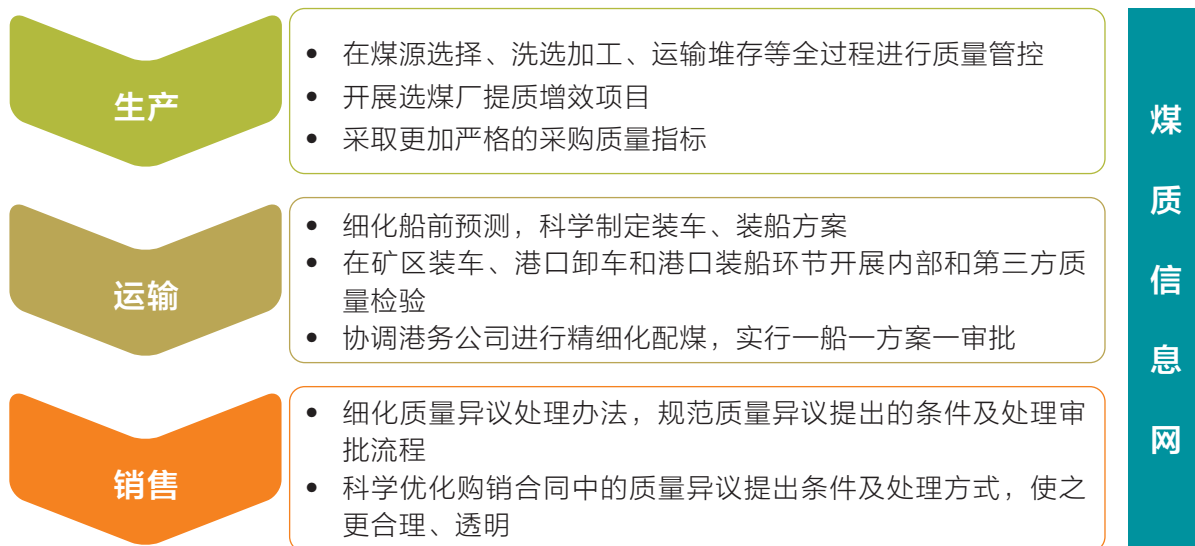 生产
• 在煤源选择、洗选加工、运输堆存等全过程进行质量管控
• 开展选煤厂提质增效项目
• 采取更加严格的采购质量指标
运输
• 细化船前预测，科学制定装车、装船方案
• 在矿区装车、港口卸车和港口装船环节开展内部和第三方质
量检验
• 协调港务公司进行精细化配煤，实行一船一方案一审批
销售
• 细化质量异议处理办法，规范质量异议提出的条件及处理审
批流程
• 科学优化购销合同中的质量异议提出条件及处理方式，使之
更合理、透明
煤质信息网